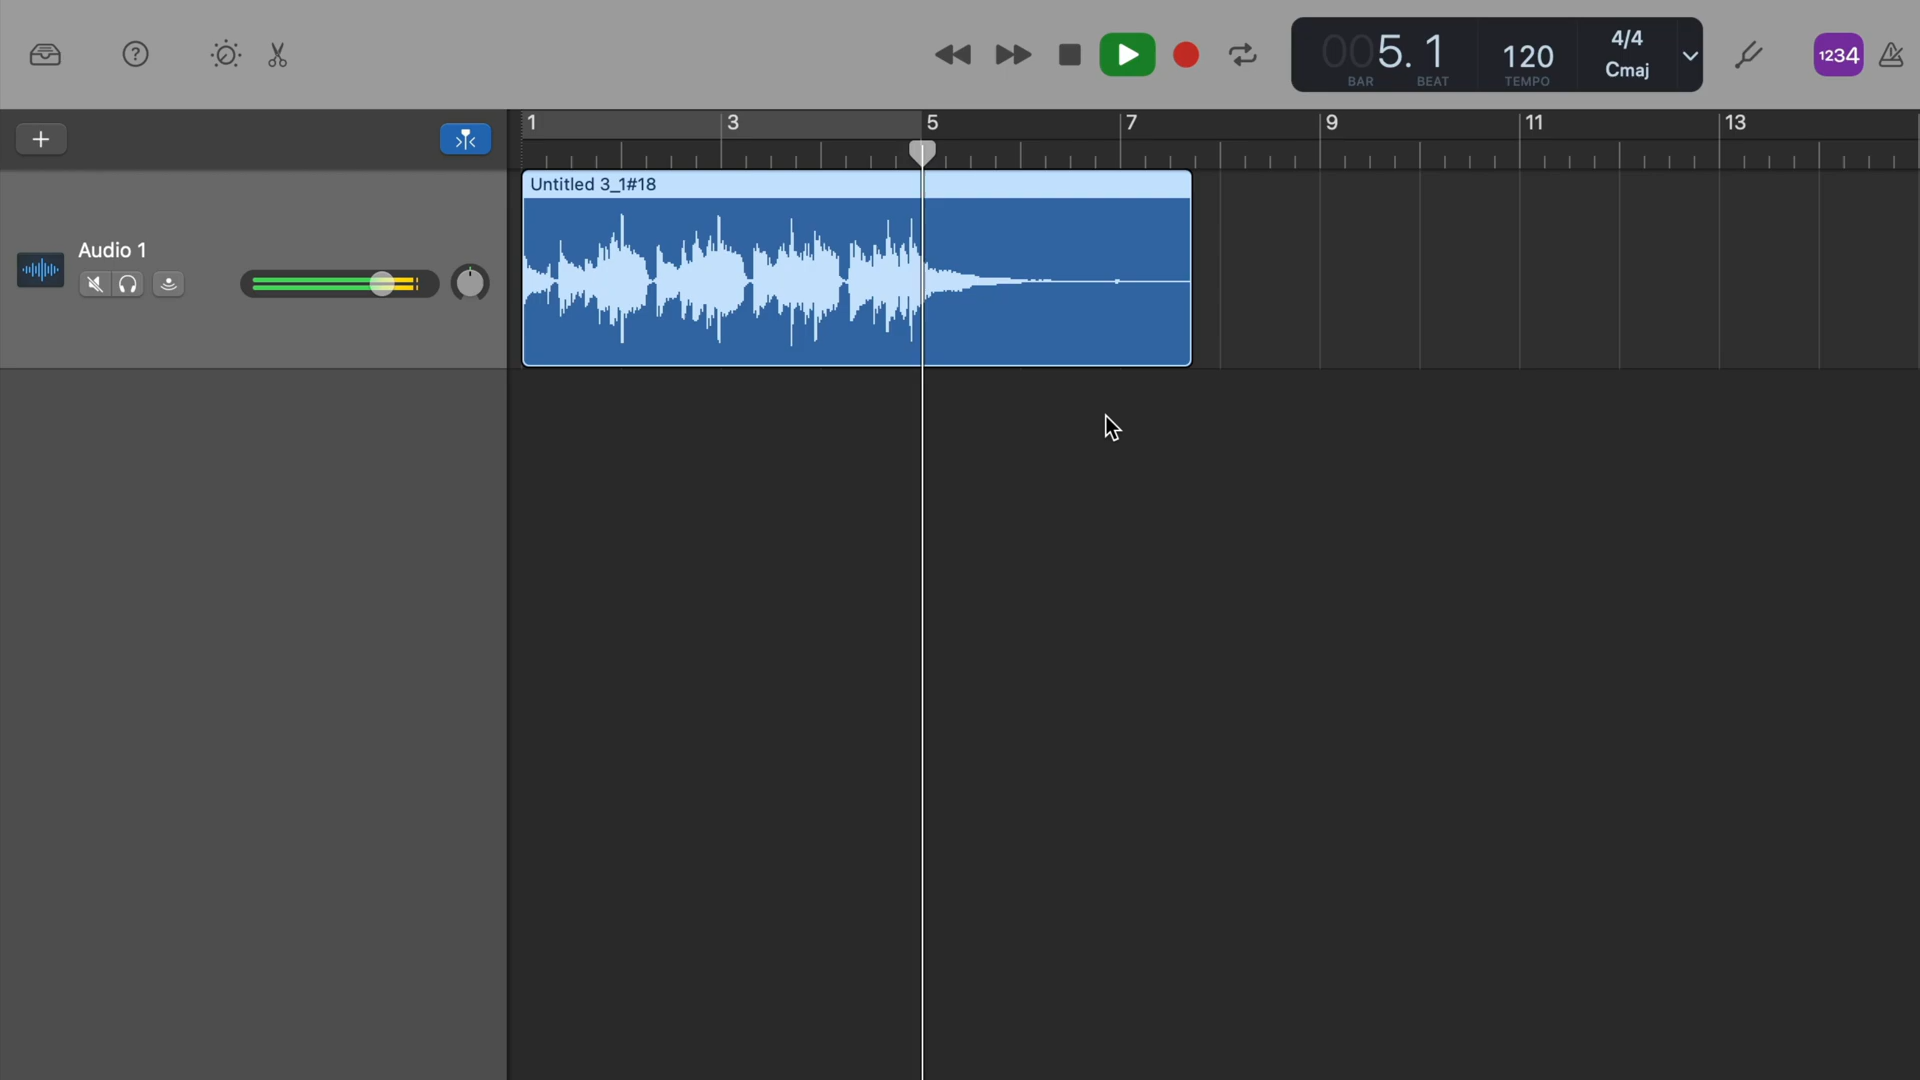 005. 1
BAR BEAT
120
TEMPO
4/4
Cmaj
1234
1 3 5 7 9 11 13
Untitled 3_1#18
Audio 1